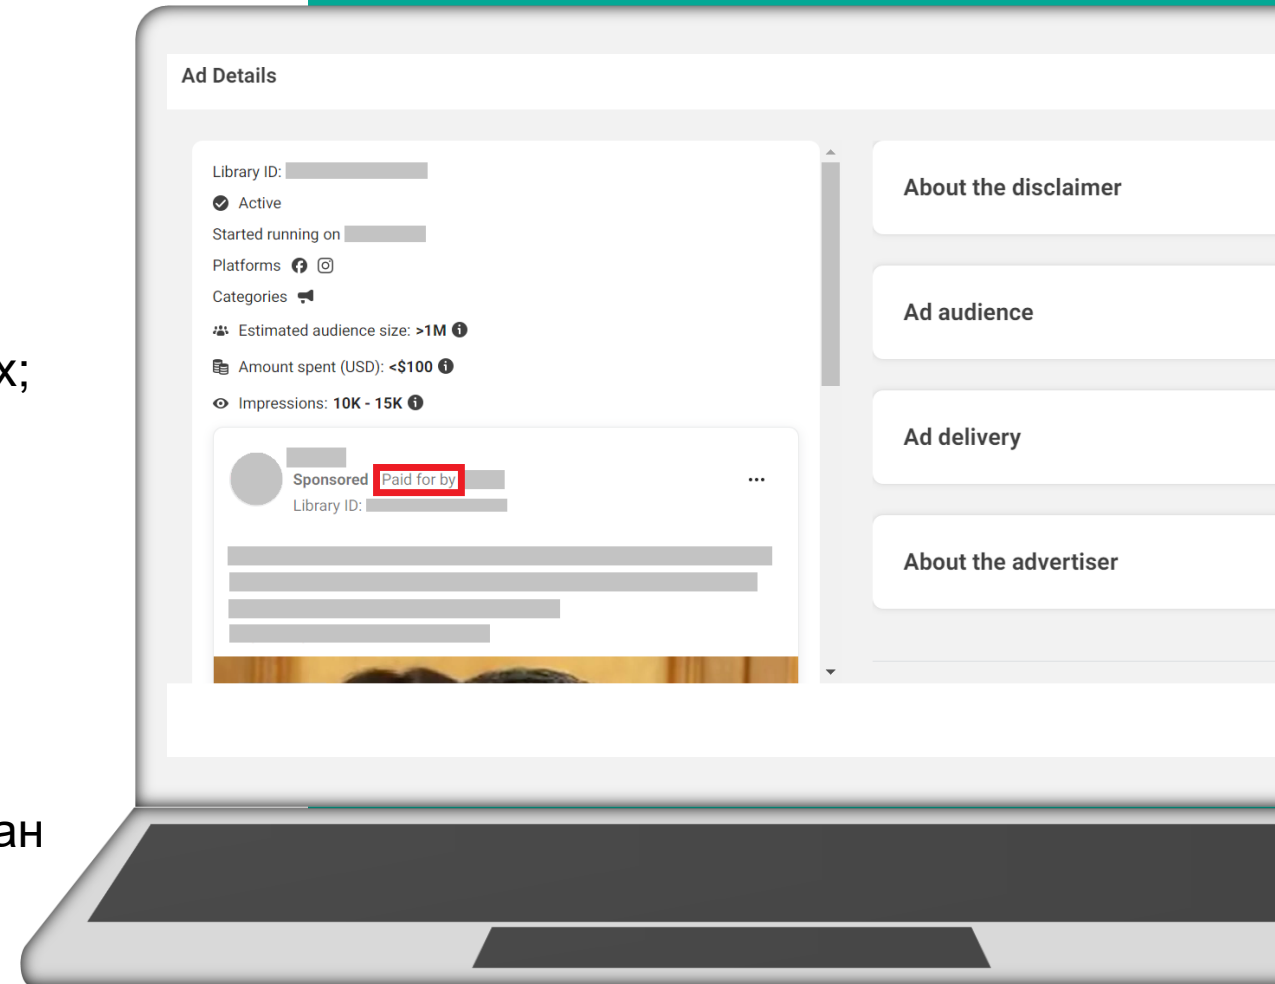 Ad Details
Library ID:
Active
Started running on
Platforms
Categories
Estimated audience size: >1M
Amount spent (USD): <$100
Impressions: 10K - 15K
Sponsored Paid for by
Library ID:
About the disclaimer
Ad audience
Ad delivery
About the advertiser
х;
ан